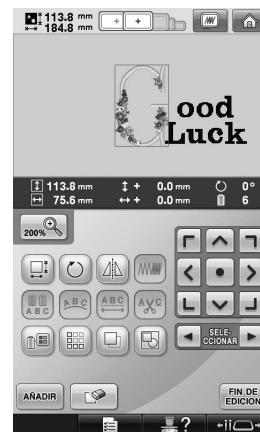 113.8 mm
184.8 mm
G
ood
Luck
113.8 mm + 0.0 mm 0°
75.6 mm + 0.0 mm 6
200%
A B C A B C A B C A C
SELE-
CCIONAR
AÑADIR
FIN DE
EDICION
?